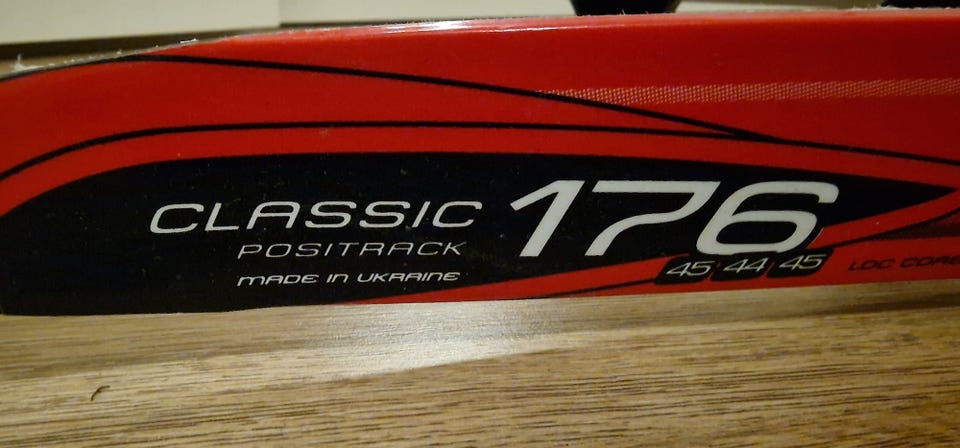 CLASSIC 176
POSITRACK
MADE IN UKRAINE
45 44 45
LDC CORE